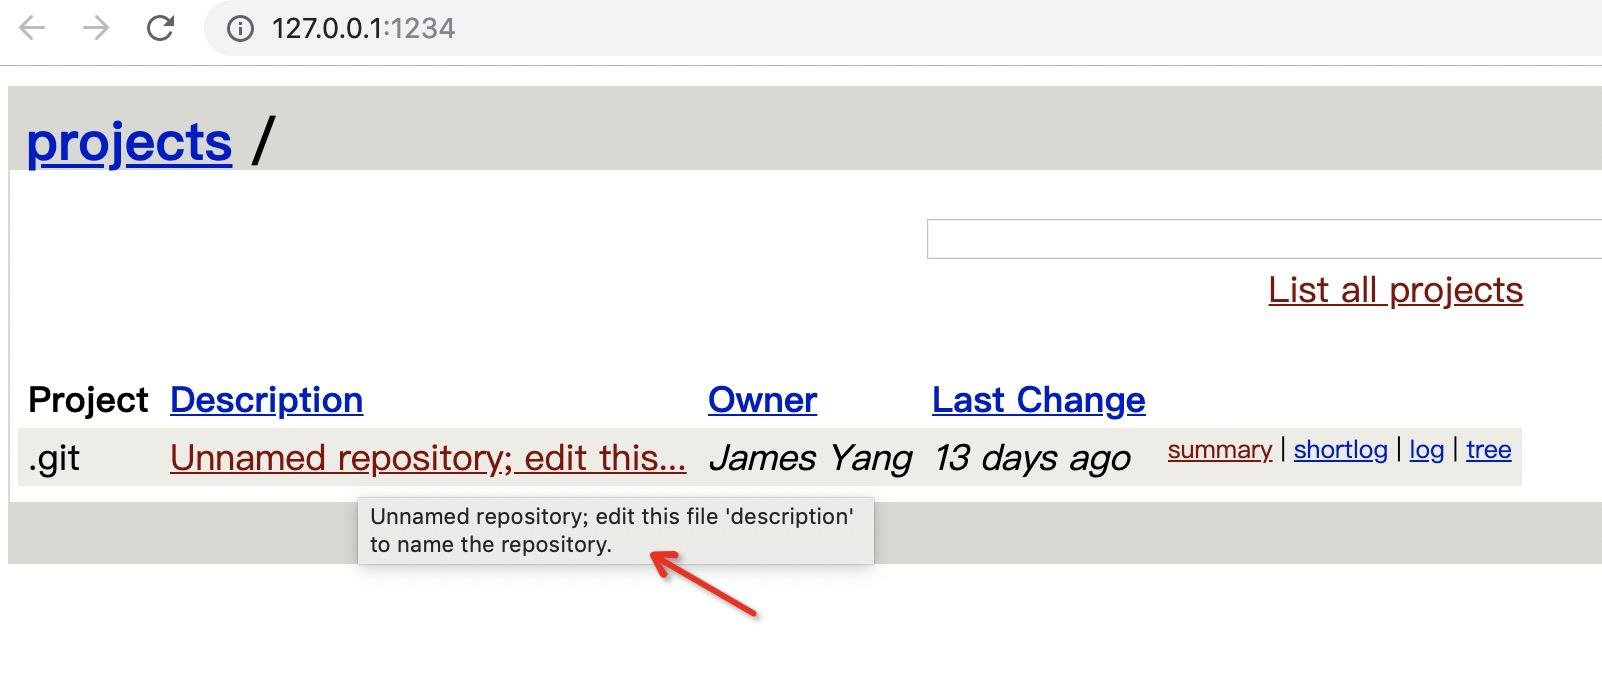 127.0.0.1:1234
projects /
List all projects
Project Description Owner Last Change
.git Unnamed repository; edit this... James Yang 13 days ago summary | shortlog | log | tree
Unnamed repository; edit this file 'description'
to name the repository.